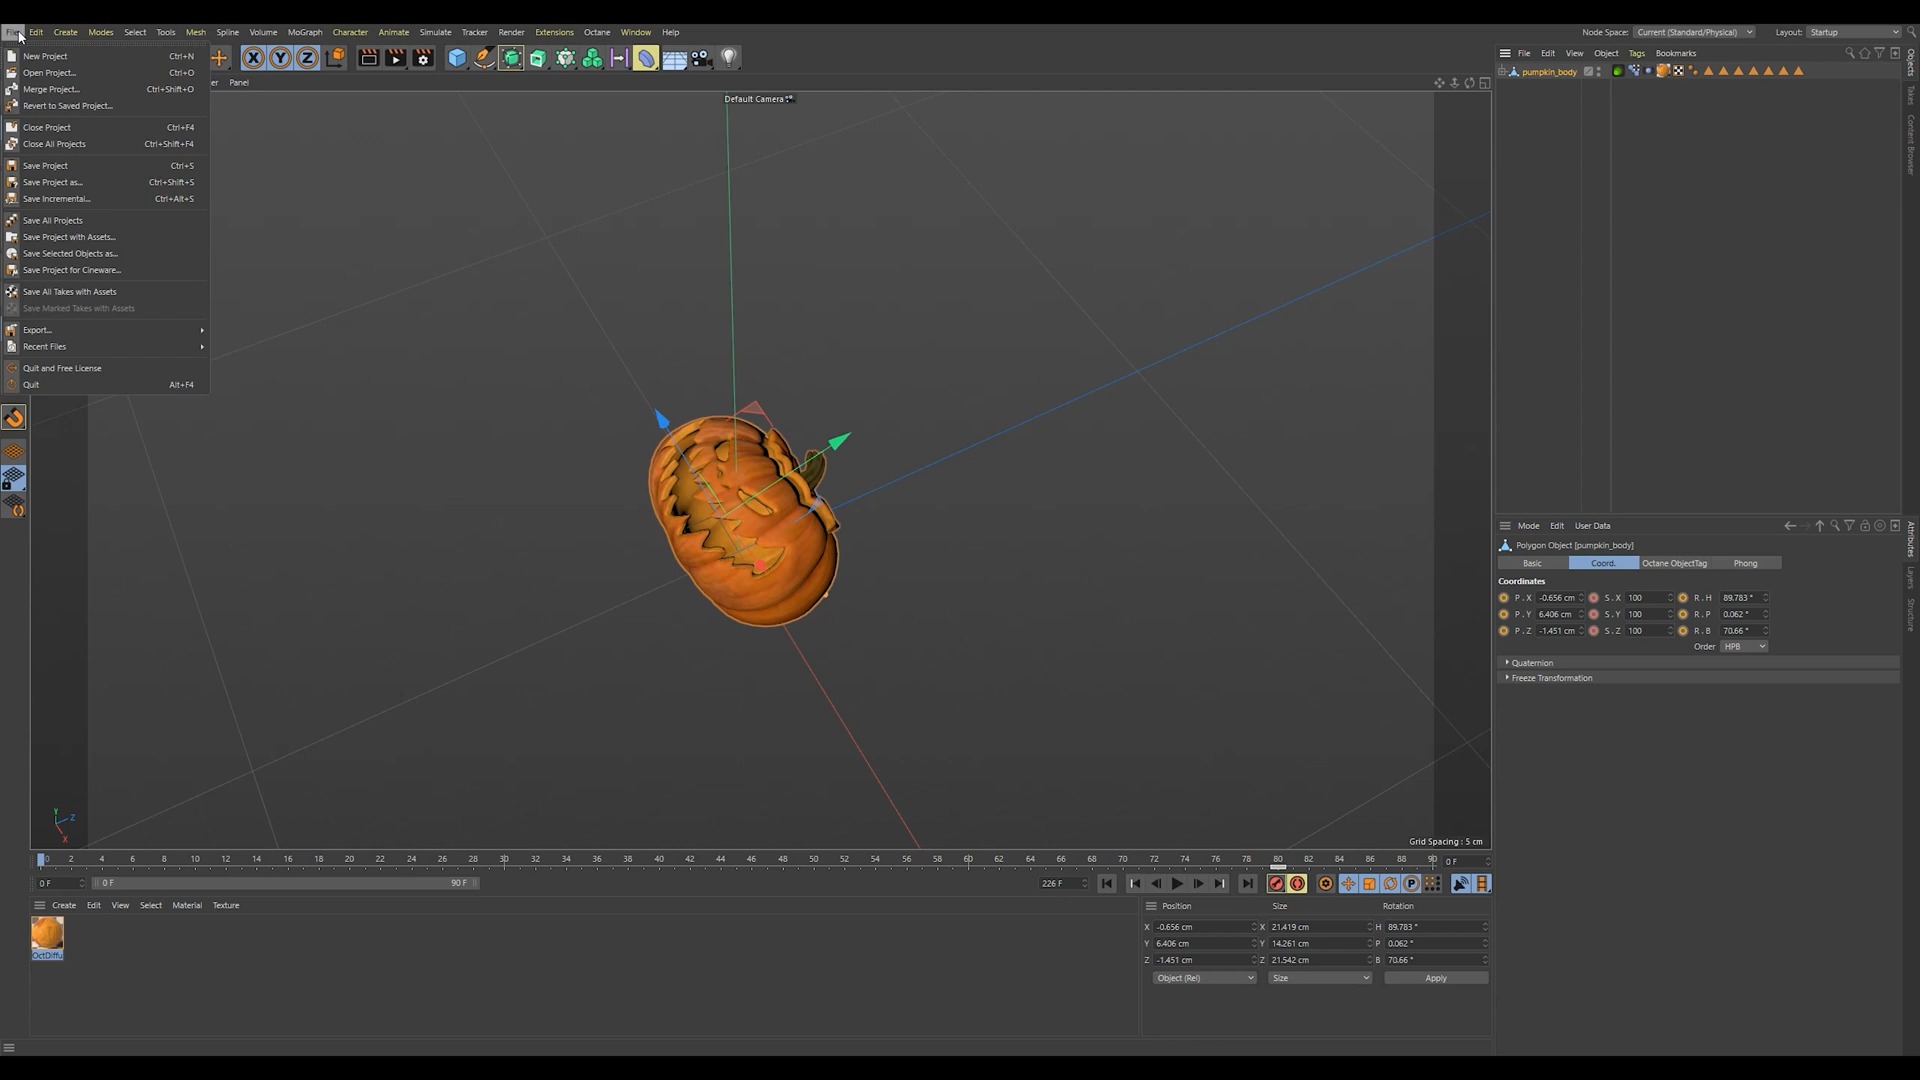 File Edit Create Modes Select Tools Mesh Spline Volume MoGraph Character Animate Simulate Tracker Render Extensions Octane Window Help
Node Space: Current (Standard/Physical) Layout: Startup
New Project Ctrl+N
Open Project... Ctrl+O
Merge Project... Ctrl+Shift+O
Revert to Saved Project...
Close Project Ctrl+F4
Close All Projects Ctrl+Shift+F4
Save Project Ctrl+S
Save Project as... Ctrl+Shift+S
Save Incremental... Ctrl+Alt+S
Save All Projects
Save Project with Assets...
Save Selected Objects as...
Save Project for Cineware...
Save All Takes with Assets
Save Marked Takes with Assets
Export...
Recent Files
Quit and Free License
Quit Alt+F4
X Y Z
Panel
Default Camera
Y Z X
Grid Spacing : 5 cm
File Edit View Object Tags Bookmarks
pumpkin_body
Objects
Takes
Content Browser
Mode Edit User Data
Polygon Object [pumpkin_body]
Basic Coord. Octane ObjectTag Phong
Coordinates
P . X -0.656 cm S . X 100 R . H 89.783 °
P . Y 6.406 cm S . Y 100 R . P 0.062 °
P . Z -1.451 cm S . Z 100 R . B 70.66 °
Order HPB
Quaternion
Freeze Transformation
Attributes
Layers
Structure
0 2 4 6 8 10 12 14 16 18 20 22 24 26 28 30 32 34 36 38 40 42 44 46 48 50 52 54 56 58 60 62 64 66 68 70 72 74 76 78 80 82 84 86 88 90 0 F
0 F 0 F 90 F 226 F
Create Edit View Select Material Texture
OctDiffu
Position Size Rotation
X -0.656 cm X 21.419 cm H 89.783 °
Y 6.406 cm Y 14.261 cm P 0.062 °
Z -1.451 cm Z 21.542 cm B 70.66 °
Object (Rel) Size Apply